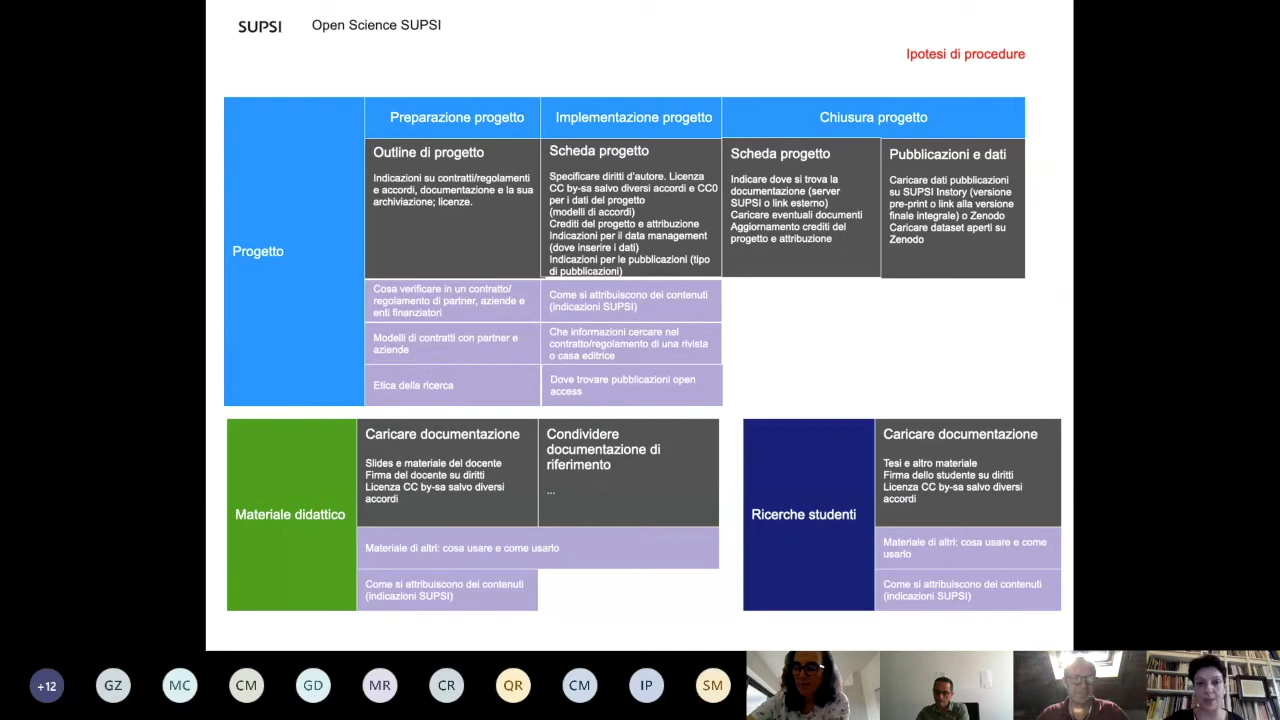 SUPSI
Open Science SUPSI
Ipotesi di procedure
Preparazione progetto
Implementazione progetto
Chiusura progetto
Progetto
Outline di progetto
Indicazioni su contratti/regolamenti
e accordi, documentazione e la sua
archiviazione; licenze.
Scheda progetto
Specificare diritti d'autore. Licenza
CC by-sa salvo diversi accordi e CC0
per i dati del progetto
(modelli di accordi)
Crediti del progetto e attribuzione
Indicazioni per il data management
(dove inserire i dati)
Indicazioni per le pubblicazioni (tipo
di pubblicazioni)
Scheda progetto
Indicare dove si trova la
documentazione (server
SUPSI o link esterno)
Caricare eventuali documenti
Aggiornamento crediti del
progetto e attribuzione
Pubblicazioni e dati
Caricare dati pubblicazioni
su SUPSI Instory (versione
pre-print o link alla versione
finale integrale) o Zenodo
Caricare dataset aperti su
Zenodo
Cosa verificare in un contratto/
regolamento di partner, aziende e
enti finanziatori
Come si attribuiscono dei contenuti
(indicazioni SUPSI)
Modelli di contratti con partner e
aziende
Che informazioni cercare nel
contratto/regolamento di una rivista
o casa editrice
Etica della ricerca
Dove trovare pubblicazioni open
access
Materiale didattico
Caricare documentazione
Slides e materiale del docente
Firma del docente su diritti
Licenza CC by-sa salvo diversi
accordi
Condividere
documentazione di
riferimento
...
Materiale di altri: cosa usare e come usarlo
Come si attribuiscono dei contenuti
(indicazioni SUPSI)
Ricerche studenti
Caricare documentazione
Tesi e altro materiale
Firma dello studente su diritti
Licenza CC by-sa salvo diversi
accordi
Materiale di altri: cosa usare e come
usarlo
Come si attribuiscono dei contenuti
(indicazioni SUPSI)
+12
GZ
MC
CM
GD
MR
CR
QR
CM
IP
SM